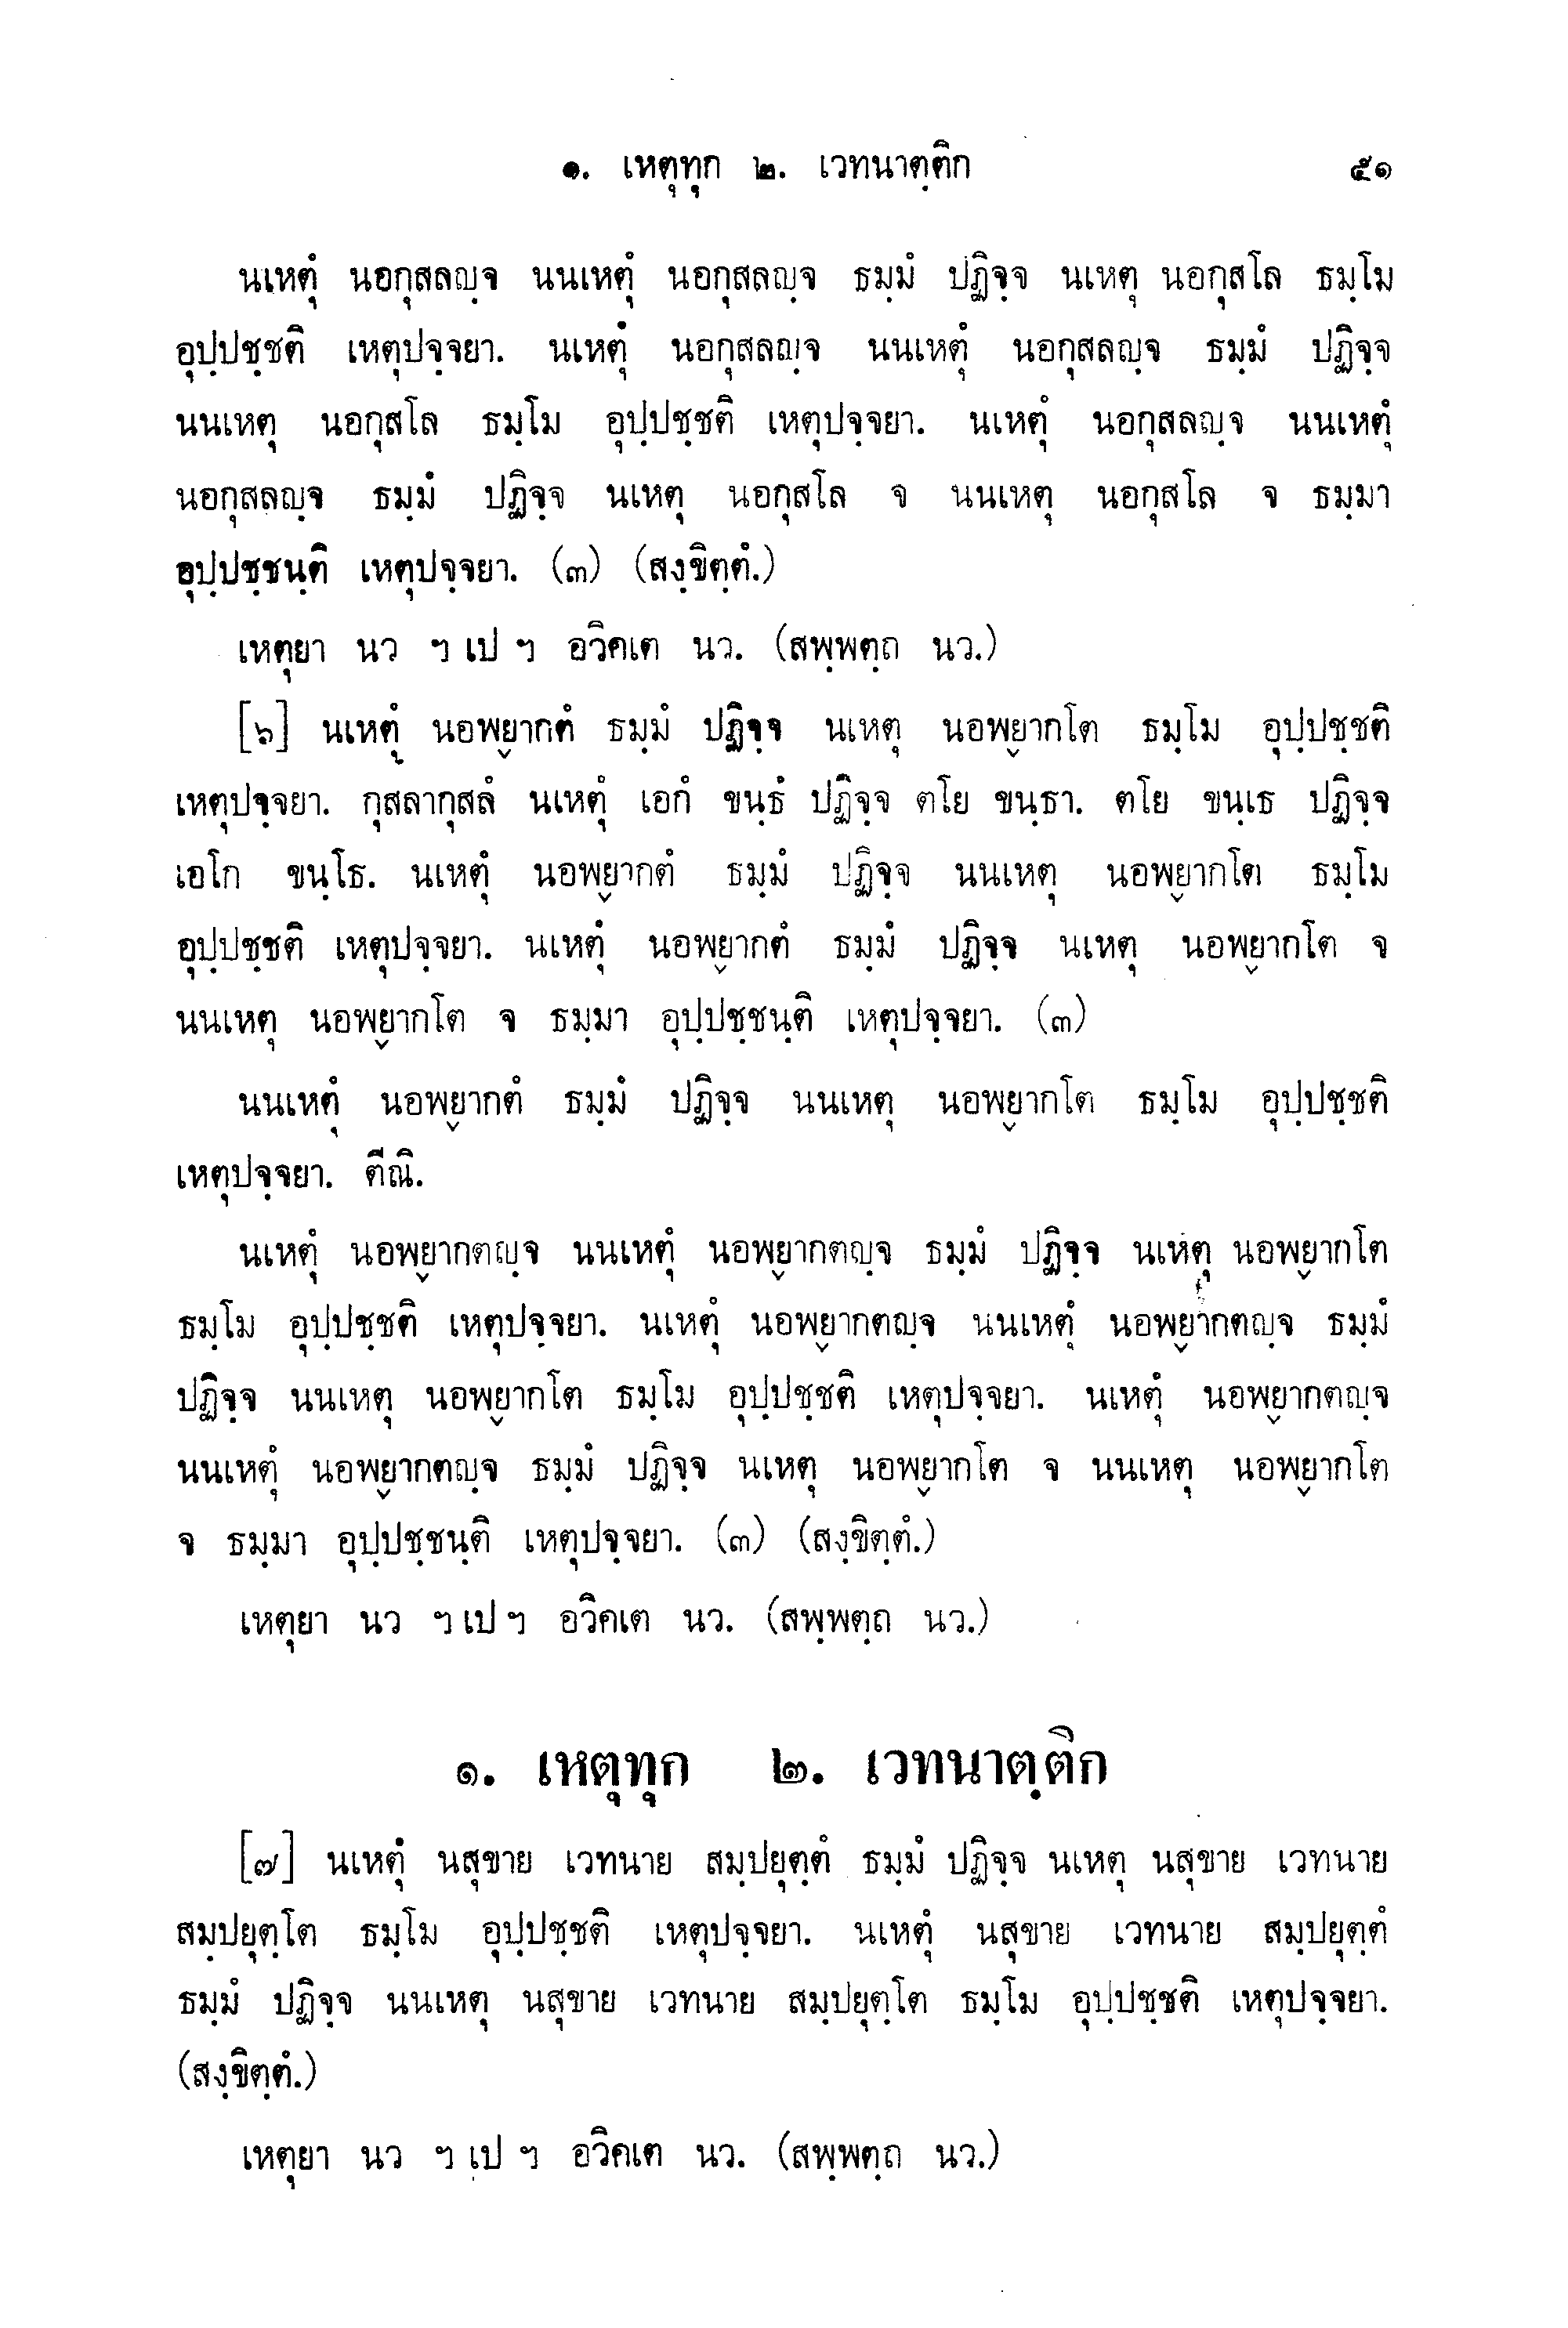 ๑. เหตุทุก ๒. เวทนาตฺติก ๕๑
นเหตุํ นอกุสลญฺจ นนเหตุํ นอกุสลญฺจ ธมฺมํ ปฏิจฺจ นเหตุ นอกุสโล ธมฺโม
อุปฺปชฺชติ เหตุปจฺจยา. นเหตุํ นอกุสลญฺจ นนเหตุํ นอกุสลญฺจ ธมฺมํ ปฏิจฺจ
นนเหตุ นอกุสโล ธมฺโม อุปฺปชฺชติ เหตุปจฺจยา. นเหตุํ นอกุสลญฺจ นนเหตุํ
นอกุสลญฺจ ธมฺมํ ปฏิจฺจ นเหตุ นอกุสโล จ นนเหตุ นอกุสโล จ ธมฺมา
อุปฺปชฺชนฺติ เหตุปจฺจยา. (๓) (สงฺขิตฺตํ.)
เหตุยา นว ฯ เป ฯ อวิคเต นว. (สพฺพตฺถ นว.)
[๖] นเหตุํ นอพฺยากตํ ธมฺมํ ปฏิจฺจ นเหตุ นอพฺยากโต ธมฺโม อุปฺปชฺชติ
เหตุปจฺจยา. กุสลากุสลํ นเหตุํ เอกํ ขนฺธํ ปฏิจฺจ ตโย ขนฺธา. ตโย ขนฺเธ ปฏิจฺจ
เอโก ขนฺโธ. นเหตุํ นอพฺยากตํ ธมฺมํ ปฏิจฺจ นนเหตุ นอพฺยากโต ธมฺโม
อุปฺปชฺชติ เหตุปจฺจยา. นเหตุํ นอพฺยากตํ ธมฺมํ ปฏิจฺจ นเหตุ นอพฺยากโต จ
นนเหตุ นอพฺยากโต จ ธมฺมา อุปฺปชฺชนฺติ เหตุปจฺจยา. (๓)
นนเหตุํ นอพฺยากตํ ธมฺมํ ปฏิจฺจ นนเหตุ นอพฺยากโต ธมฺโม อุปฺปชฺชติ
เหตุปจฺจยา. ตีณิ.
นเหตุํ นอพฺยากตญฺจ นนเหตุํ นอพฺยากตญฺจ ธมฺมํ ปฏิจฺจ นเหตุ นอพฺยากโต
ธมฺโม อุปฺปชฺชติ เหตุปจฺจยา. นเหตุํ นอพฺยากตญฺจ นนเหตุํ นอพฺยากตญฺจ ธมฺมํ
ปฏิจฺจ นนเหตุ นอพฺยากโต ธมฺโม อุปฺปชฺชติ เหตุปจฺจยา. นเหตุํ นอพฺยากตญฺจ
นนเหตุํ นอพฺยากตญฺจ ธมฺมํ ปฏิจฺจ นเหตุ นอพฺยากโต จ นนเหตุ นอพฺยากโต
จ ธมฺมา อุปฺปชฺชนฺติ เหตุปจฺจยา. (๓) (สงฺขิตฺตํ.)
เหตุยา นว ฯ เป ฯ อวิคเต นว. (สพฺพตฺถ นว.)
๑. เหตุทุก ๒. เวทนาตฺติก
[๗] นเหตุํ นสุขาย เวทนาย สมฺปยุตฺตํ ธมฺมํ ปฏิจฺจ นเหตุ นสุขาย เวทนาย
สมฺปยุตฺโต ธมฺโม อุปฺปชฺชติ เหตุปจฺจยา. นเหตุํ นสุขาย เวทนาย สมฺปยุตฺตํ
ธมฺมํ ปฏิจฺจ นนเหตุ นสุขาย เวทนาย สมฺปยุตฺโต ธมฺโม อุปฺปชฺชติ เหตุปจฺจยา.
(สงฺขิตฺตํ.)
เหตุยา นว ฯ เป ฯ อวิคเต นว. (สพฺพตฺถ นว.)